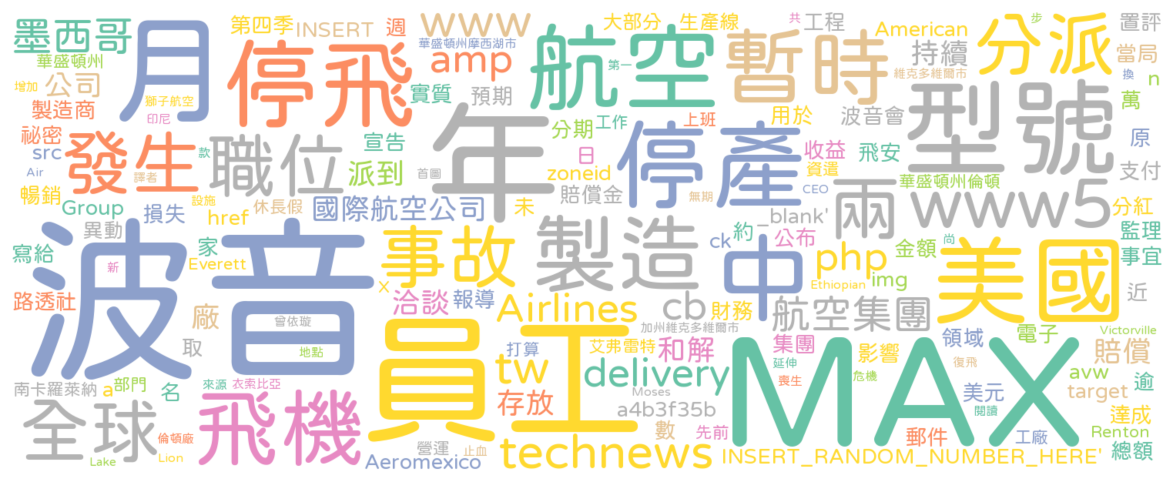 第四季 INSERT 週 www 大部分 生產線 共 工程 American 步 置評
墨西哥 月 停飛 華盛頓州摩西湖市 amp 航空 第一 暫時 持續 分派 當局
華盛頓州 公司 實質 預期 維克多維爾市 n
增加 獅子航空 製造商 印尼 分期 工作 上班 用於 波音會 型號 萬
祕密 發生 職位 宣告 年 日 停產 收益 飛安 原
src 款 派到 首圖 zoneid 資遣 支付
Air 譯者 賠償金 無期 CEO 兩 華盛頓州倫頓 www5
暢銷 設施 Group 損失 href 休長假 國際航空公司 未 blank' 分紅
異動 家 事故 製造 ck 約 一 公布 金額 尚 監理
寫給 波音 新 Everett 中 php 美國 事宜
路透社 x 洽談 報導 Airlines cb 財務 Ethiopian img 近
廠 曾依璇 加州維克多維爾市 航空集團 領域 電子 Victorville
取 地點 員工 打算 艾弗雷特 和解 集團 影響 復飛 賠償
南卡羅萊納 a 部門 名 來源 衣索比亞 tw delivery 延伸 MAX 危機 美元 avw target 逾
全球 飛機 存放 Moses a4b3f35b 喪生 閱讀 達成
倫頓廠 營運 止血 數 先前 郵件 工廠 Renton
Lake Lion Aeromexico technews INSERT_RANDOM_NUMBER_HERE' 總額
換